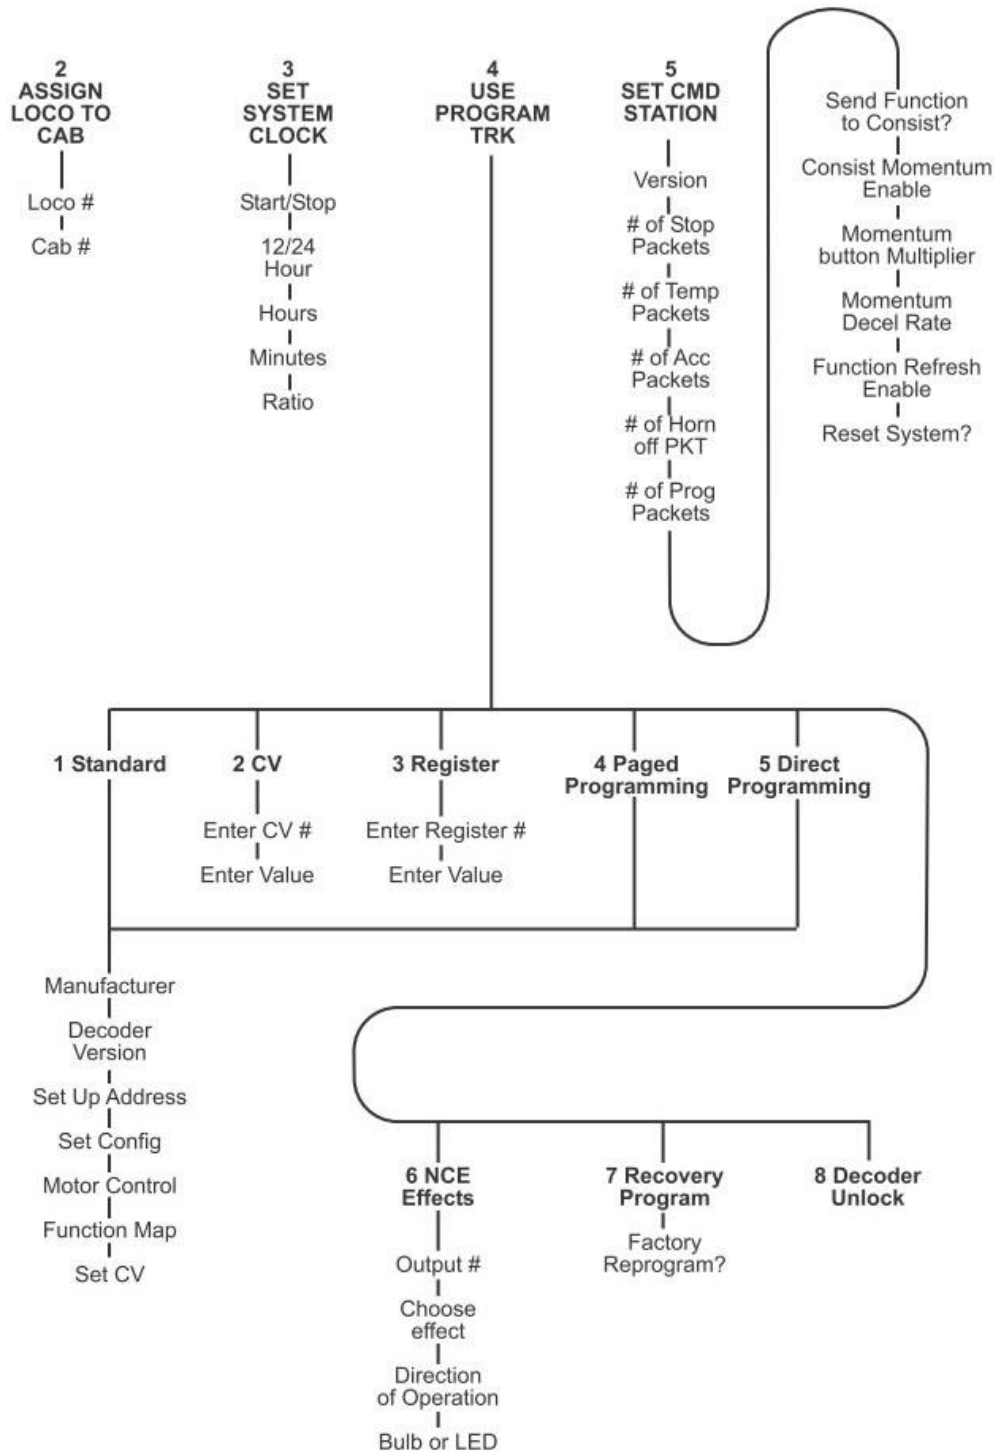 2
ASSIGN
LOCO TO
CAB
Loco #
Cab #
3
SET
SYSTEM
CLOCK
Start/Stop
12/24
Hour
Hours
Minutes
Ratio
4
USE
PROGRAM
TRK
5
SET CMD
STATION
Version
# of Stop
Packets
# of Temp
Packets
# of Acc
Packets
# of Horn
off PKT
# of Prog
Packets
Send Function
to Consist?
Consist Momentum
Enable
Momentum
button Multiplier
Momentum
Decel Rate
Function Refresh
Enable
Reset System?
1 Standard
Manufacturer
Decoder
Version
Set Up Address
Set Config
Motor Control
Function Map
Set CV
2 CV
Enter CV #
Enter Value
3 Register
Enter Register #
Enter Value
4 Paged
Programming
5 Direct
Programming
6 NCE
Effects
Output #
Choose
effect
Direction
of Operation
Bulb or LED
7 Recovery
Program
Factory
Reprogram?
8 Decoder
Unlock